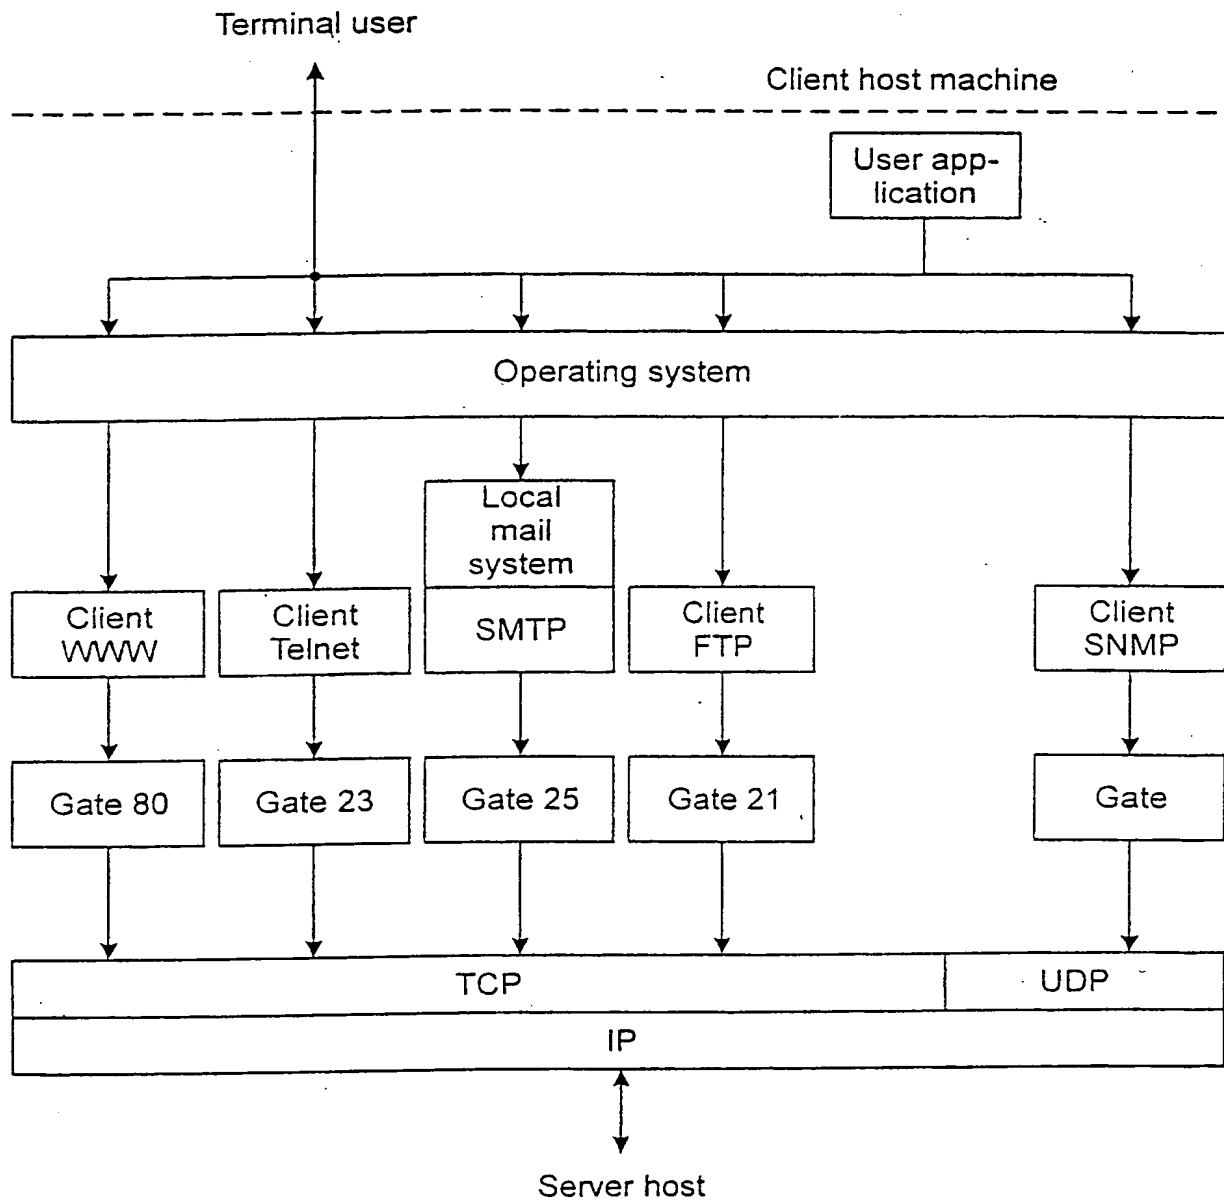 Terminal user
Client host machine
User app-
lication
Operating system
Local
mail
system
Client
WWW
Client
Telnet
SMTP
Client
FTP
Client
SNMP
Gate 80
Gate 23
Gate 25
Gate 21
Gate
TCP
UDP
IP
Server host